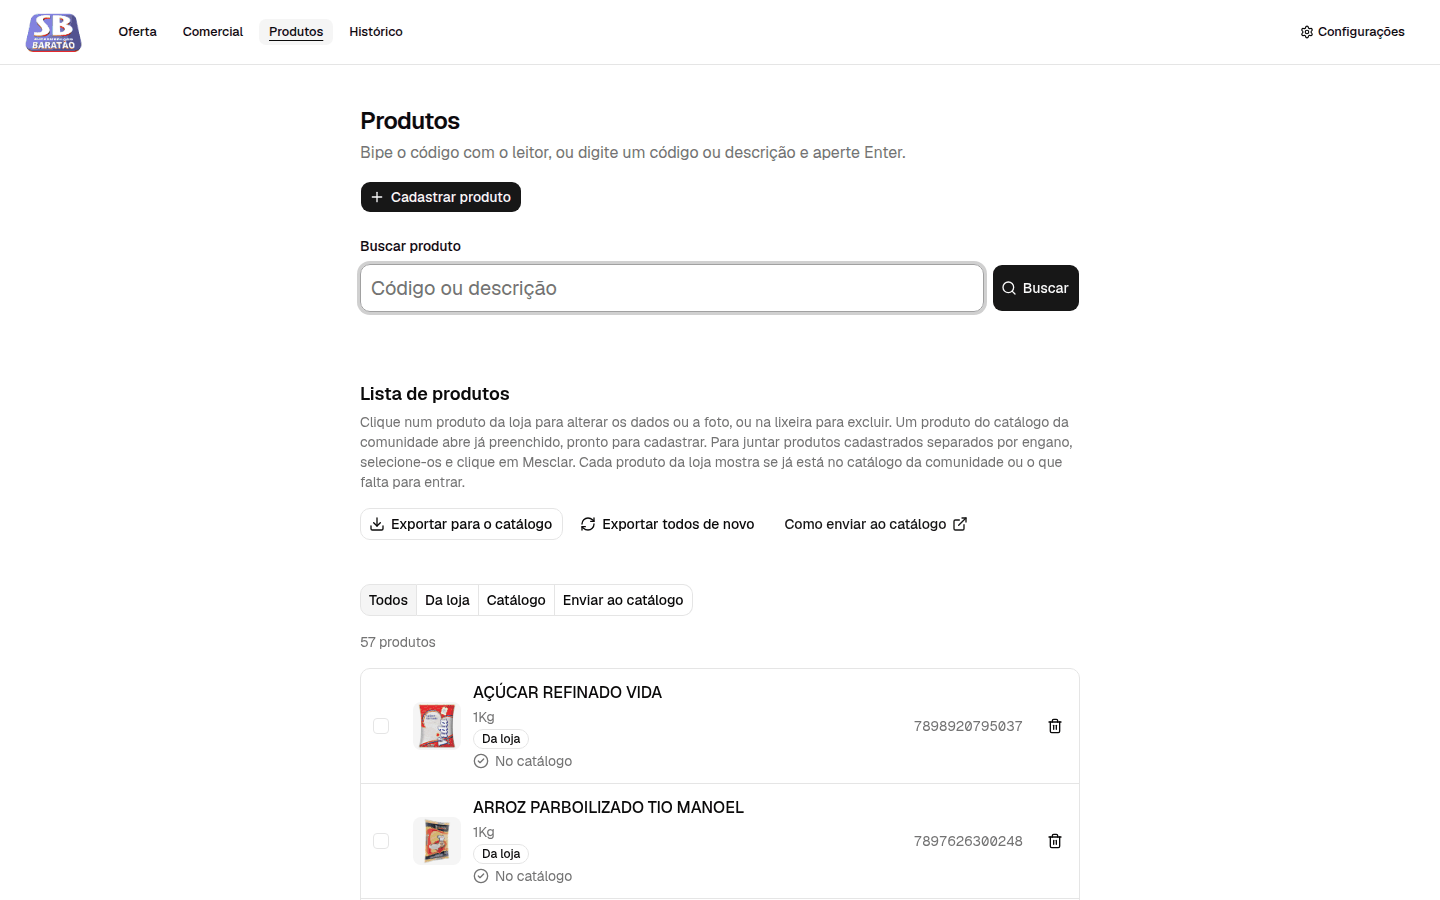 SB
BARATÃO
Oferta
Comercial
Produtos
Histórico
Configurações
Produtos
Bipe o código com o leitor, ou digite um código ou descrição e aperte Enter.
Cadastrar produto
Buscar produto
Código ou descrição
Buscar
Lista de produtos
Clique num produto da loja para alterar os dados ou a foto, ou na lixeira para excluir. Um produto do catálogo da
comunidade abre já preenchido, pronto para cadastrar. Para juntar produtos cadastrados separados por engano,
selecione-os e clique em Mesclar. Cada produto da loja mostra se já está no catálogo da comunidade ou o que
falta para entrar.
Exportar para o catálogo
Exportar todos de novo
Como enviar ao catálogo
Todos
Da loja
Catálogo
Enviar ao catálogo
57 produtos
AÇÚCAR REFINADO VIDA
1Kg
Da loja
No catálogo
7898920795037
ARROZ PARBOILIZADO TIO MANOEL
1Kg
Da loja
No catálogo
7897626300248